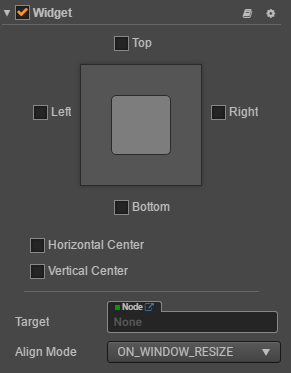 Widget
Top
Left
Right
Bottom
Horizontal Center
Vertical Center
Node
Target None
Align Mode ON_WINDOW_RESIZE